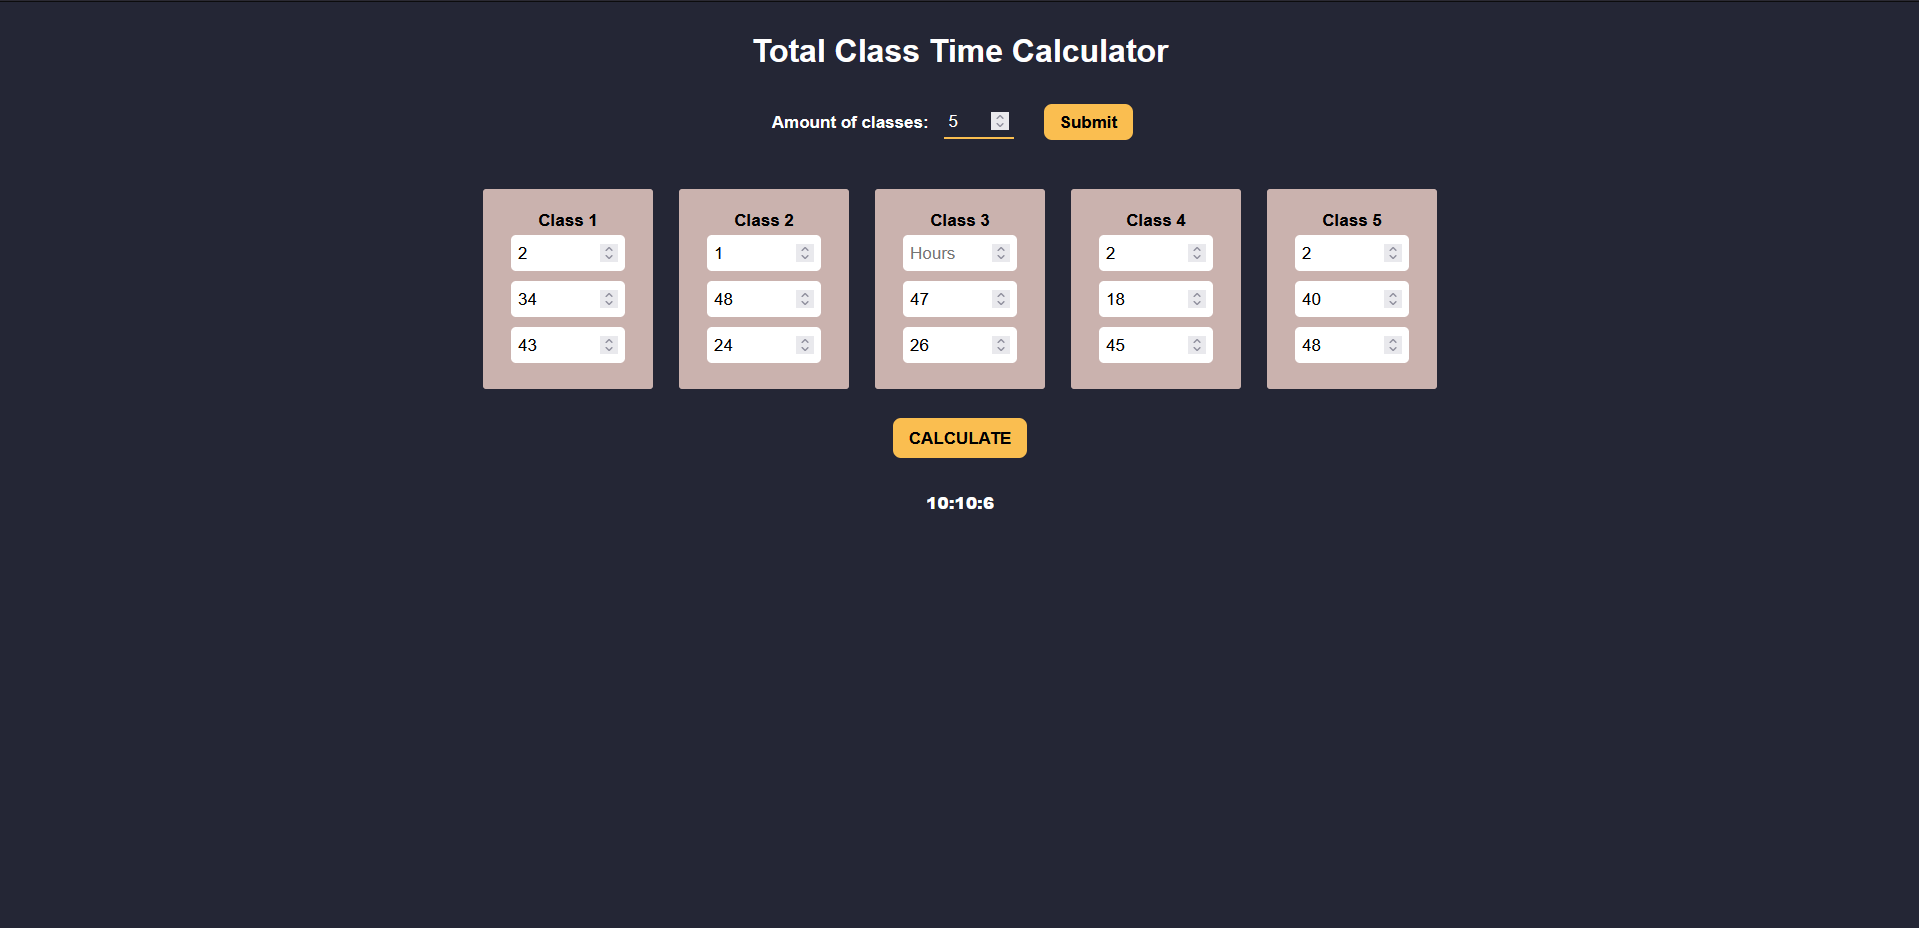 Total Class Time Calculator
Amount of classes: 5 Submit
Class 1 Class 2 Class 3 Class 4 Class 5
2 1 Hours 2 2
34 48 47 18 40
43 24 26 45 48
CALCULATE
10:10:6